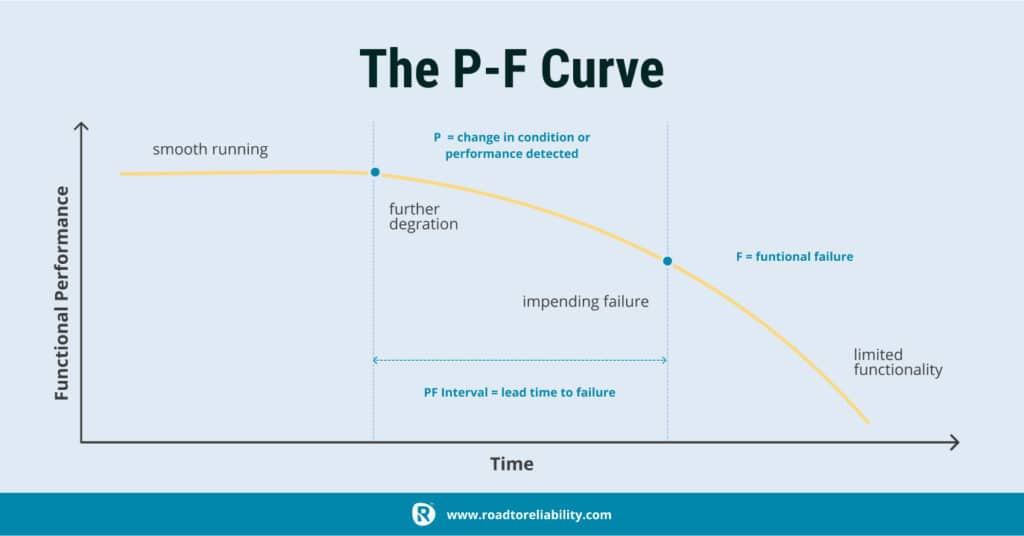 The P-F Curve
smooth running
P = change in condition or
performance detected
further
degration
F = funtional failure
impending failure
limited
functionality
PF Interval = lead time to failure
Functional Performance
Time
R
www.roadtoreliability.com